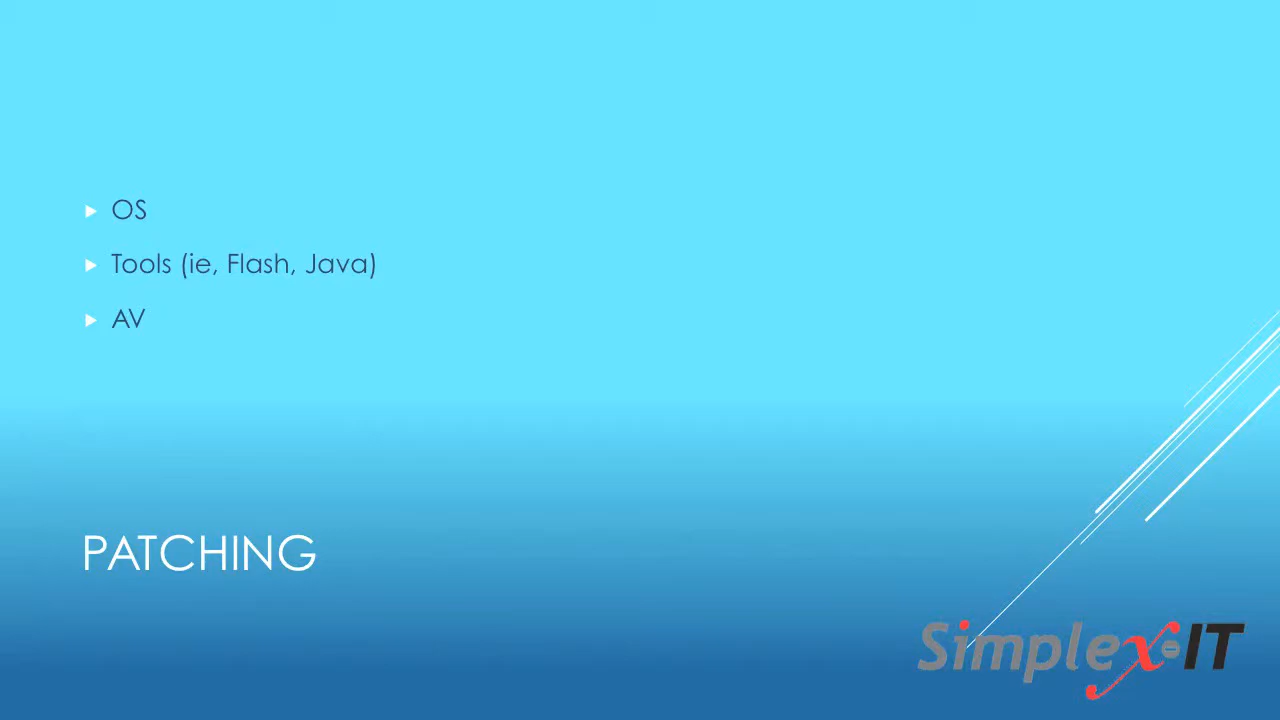 OS
Tools (ie, Flash, Java)
AV
PATCHING
Simplex-IT